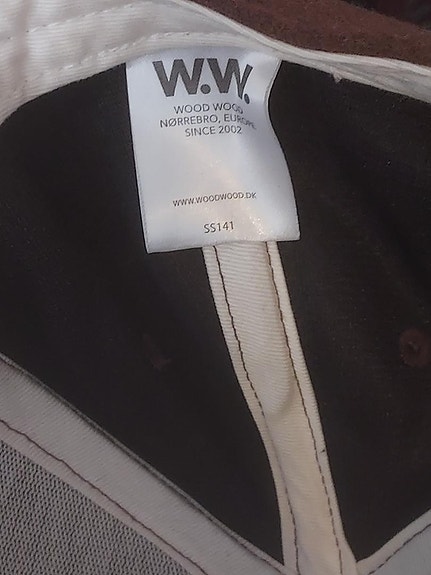 W.W.
WOOD WOOD
NØRREBRO, EUROPE
SINCE 2002
WWW.WOODWOOD.DK
SS141